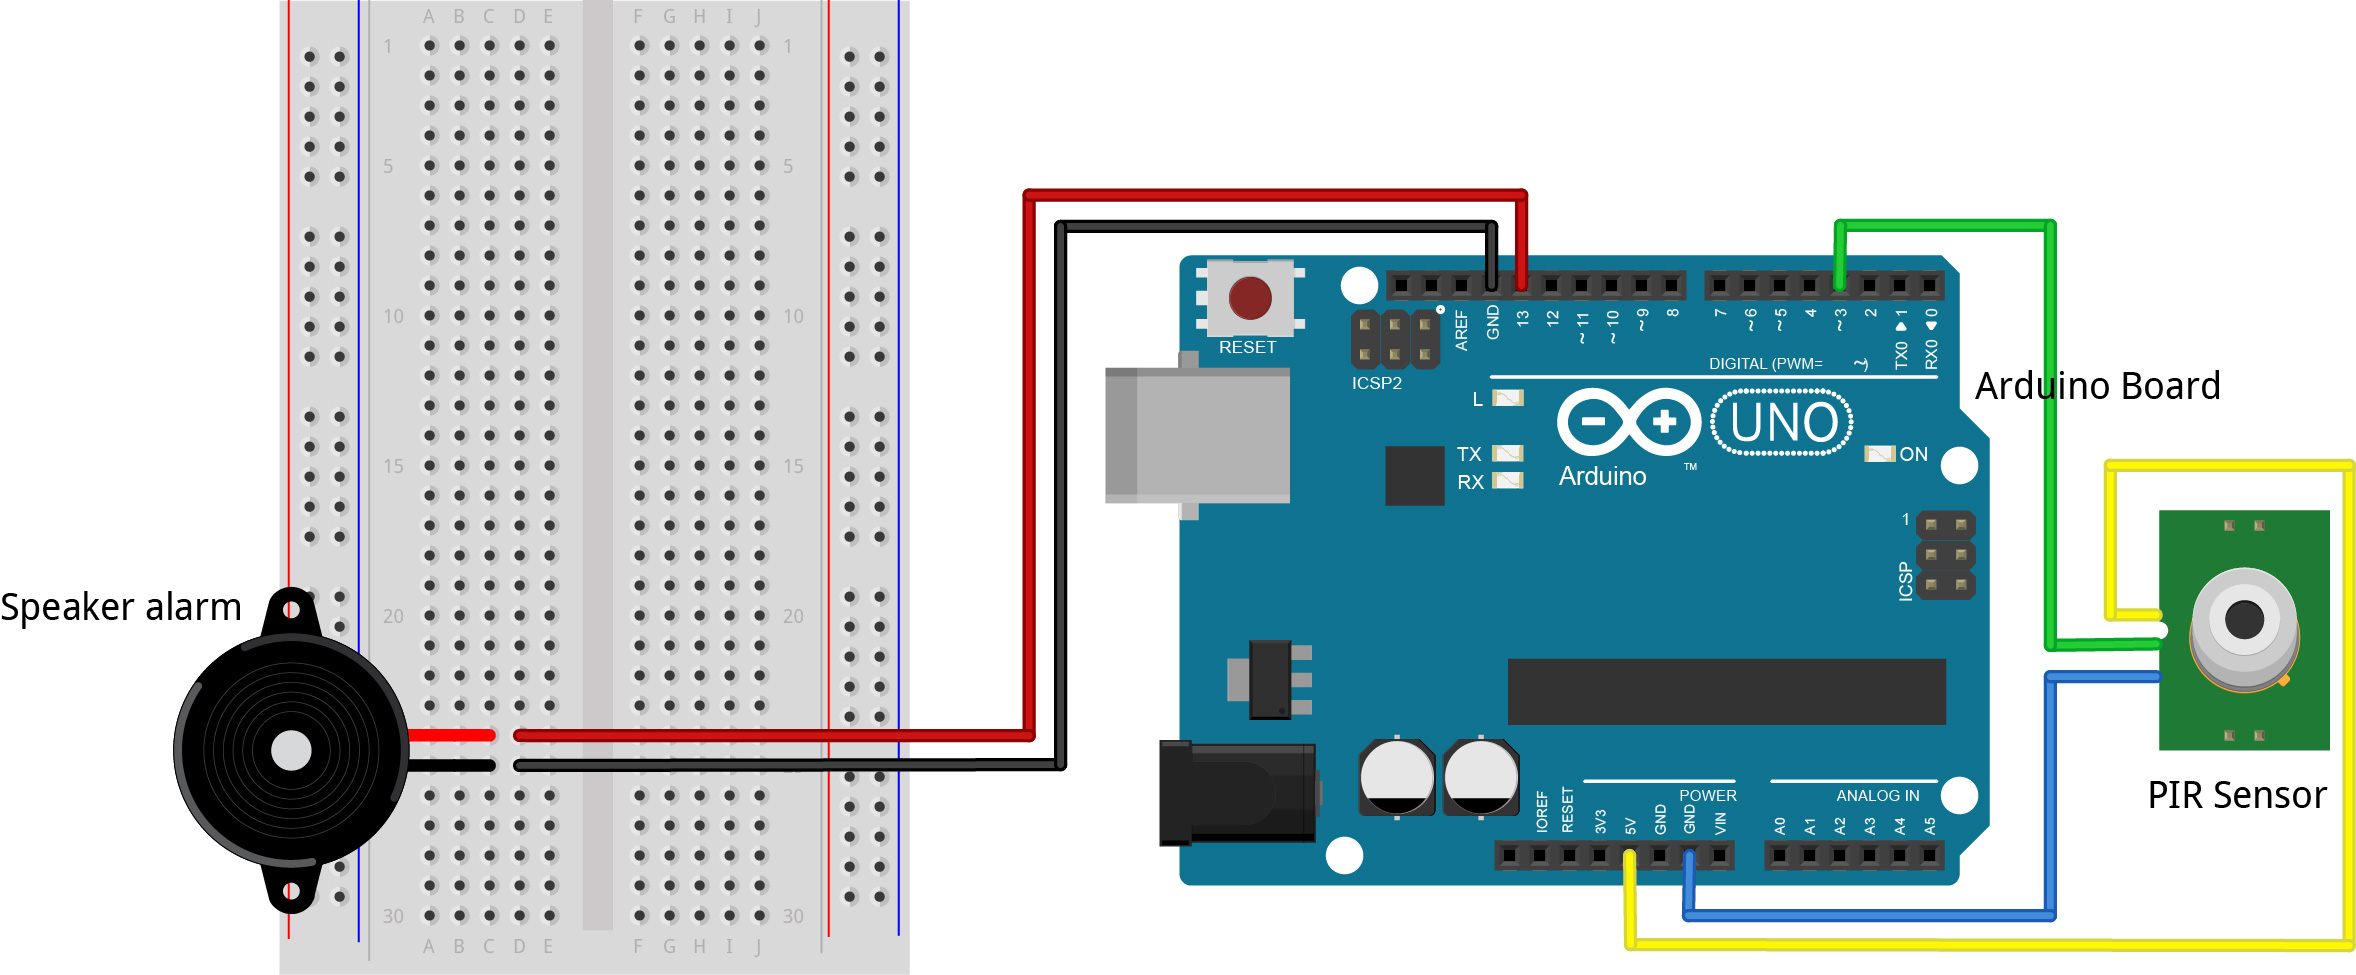 A B C D E F G H I J
1 1
5 5
10 10
15 15
20 20
30 30
A B C D E F G H I J
Speaker alarm
RESET
ICSP2
AREF
GND
13
12
~11
~10
~9
8
7
~6
~5
4
~3
2
TX0 ▶ 1
RX0 ◀ 0
DIGITAL (PWM= ~)
L
TX
RX
UNO
Arduino
™
ON
Arduino Board
1
ICSP
PIR Sensor
POWER
ANALOG IN
IOREF
RESET
3V3
5V
GND
GND
VIN
A0
A1
A2
A3
A4
A5